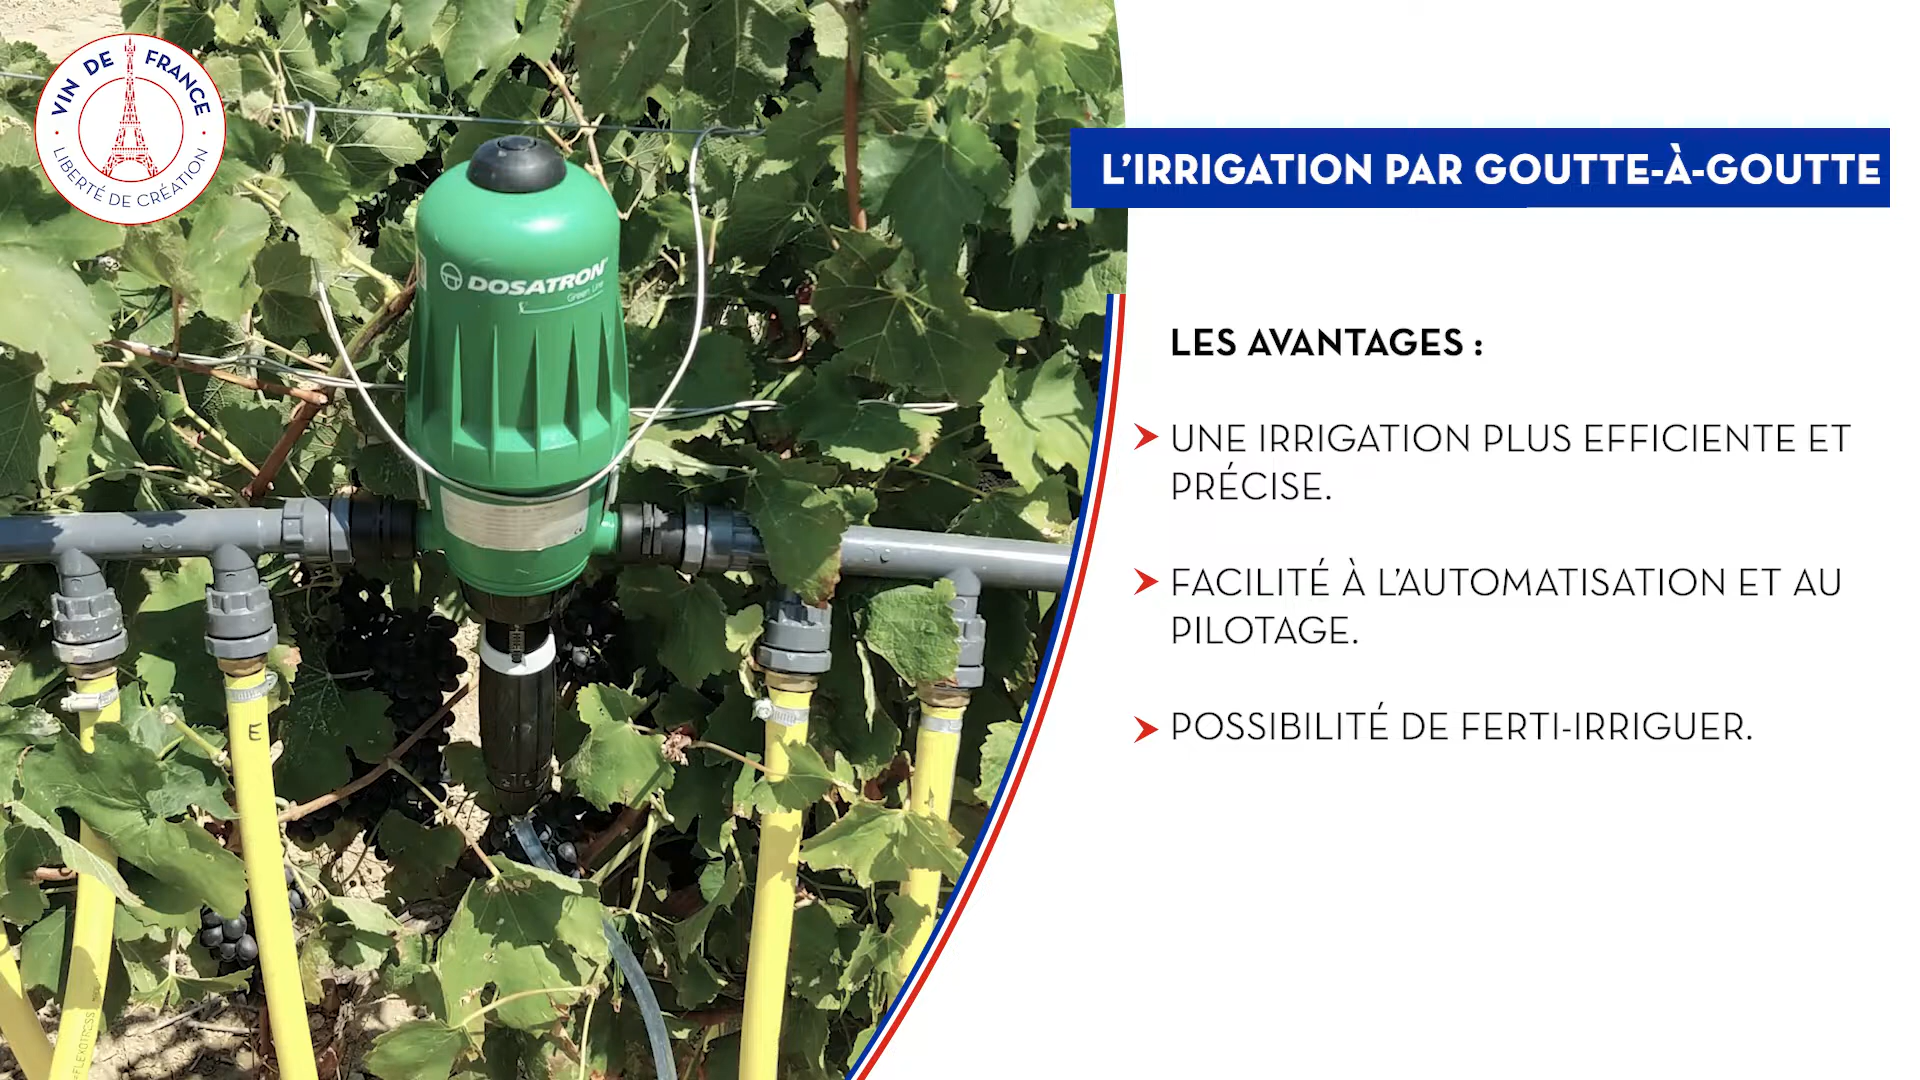 VIN DE FRANCE
LIBERTÉ DE CRÉATION
L'IRRIGATION PAR GOUTTE-À-GOUTTE
DOSATRON
Green Line
LES AVANTAGES :
UNE IRRIGATION PLUS EFFICIENTE ET
PRÉCISE.
FACILITÉ À L'AUTOMATISATION ET AU
PILOTAGE.
POSSIBILITÉ DE FERTI-IRRIGUER.
E